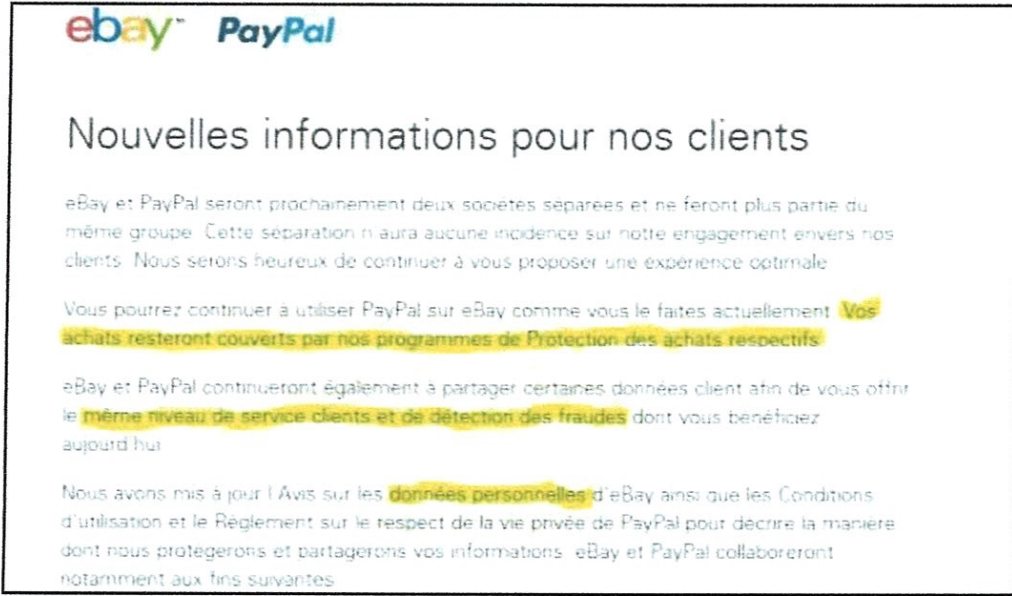 ebay™ PayPal
Nouvelles informations pour nos clients
eBay et PayPal seront prochainement deux sociétés séparées et ne feront plus partie du
même groupe. Cette séparation n'aura aucune incidence sur notre engagement envers nos
clients. Nous serons heureux de continuer à vous proposer une expérience optimale.
Vous pourrez continuer à utiliser PayPal sur eBay comme vous le faites actuellement. Vos
achats resteront couverts par nos programmes de Protection des achats respectifs.
eBay et PayPal continueront également à partager certaines données client afin de vous offrir
le même niveau de service clients et de détection des fraudes dont vous bénéficiez
aujourd'hui.
Nous avons mis à jour l'Avis sur les données personnelles d'eBay ainsi que les Conditions
d'utilisation et le Règlement sur le respect de la vie privée de PayPal pour décrire la manière
dont nous protégerons et partagerons vos informations. eBay et PayPal collaboreront
notamment aux fins suivantes